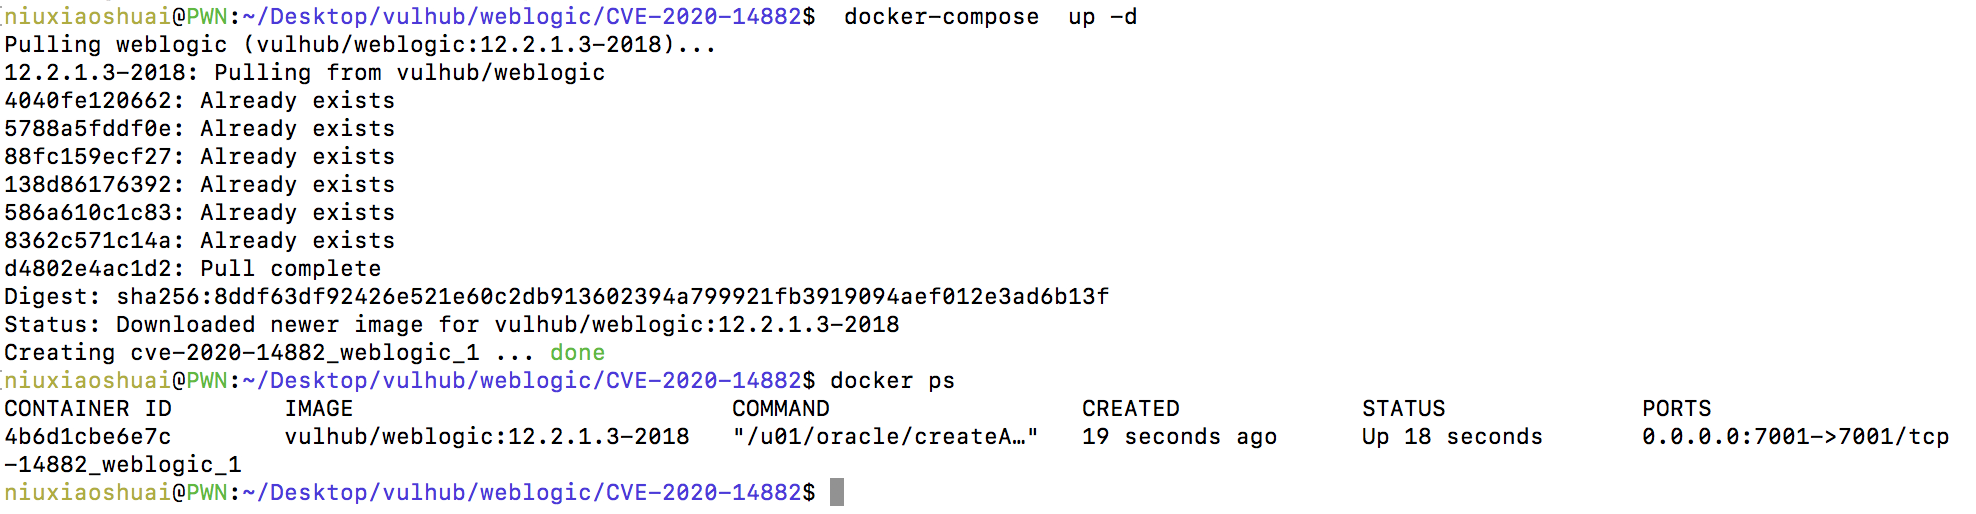 niuxiaoshuai@PWN:~/Desktop/vulhub/weblogic/CVE-2020-14882$  docker-compose  up -d
Pulling weblogic (vulhub/weblogic:12.2.1.3-2018)...
12.2.1.3-2018: Pulling from vulhub/weblogic
4040fe120662: Already exists
5788a5fddf0e: Already exists
88fc159ecf27: Already exists
138d86176392: Already exists
586a610c1c83: Already exists
8362c571c14a: Already exists
d4802e4ac1d2: Pull complete
Digest: sha256:8ddf63df92426e521e60c2db913602394a799921fb3919094aef012e3ad6b13f
Status: Downloaded newer image for vulhub/weblogic:12.2.1.3-2018
Creating cve-2020-14882_weblogic_1 ... done
niuxiaoshuai@PWN:~/Desktop/vulhub/weblogic/CVE-2020-14882$ docker ps
CONTAINER ID        IMAGE                           COMMAND                  CREATED             STATUS              PORTS
4b6d1cbe6e7c        vulhub/weblogic:12.2.1.3-2018   "/u01/oracle/createA…"   19 seconds ago      Up 18 seconds       0.0.0.0:7001->7001/tcp
-14882_weblogic_1
niuxiaoshuai@PWN:~/Desktop/vulhub/weblogic/CVE-2020-14882$